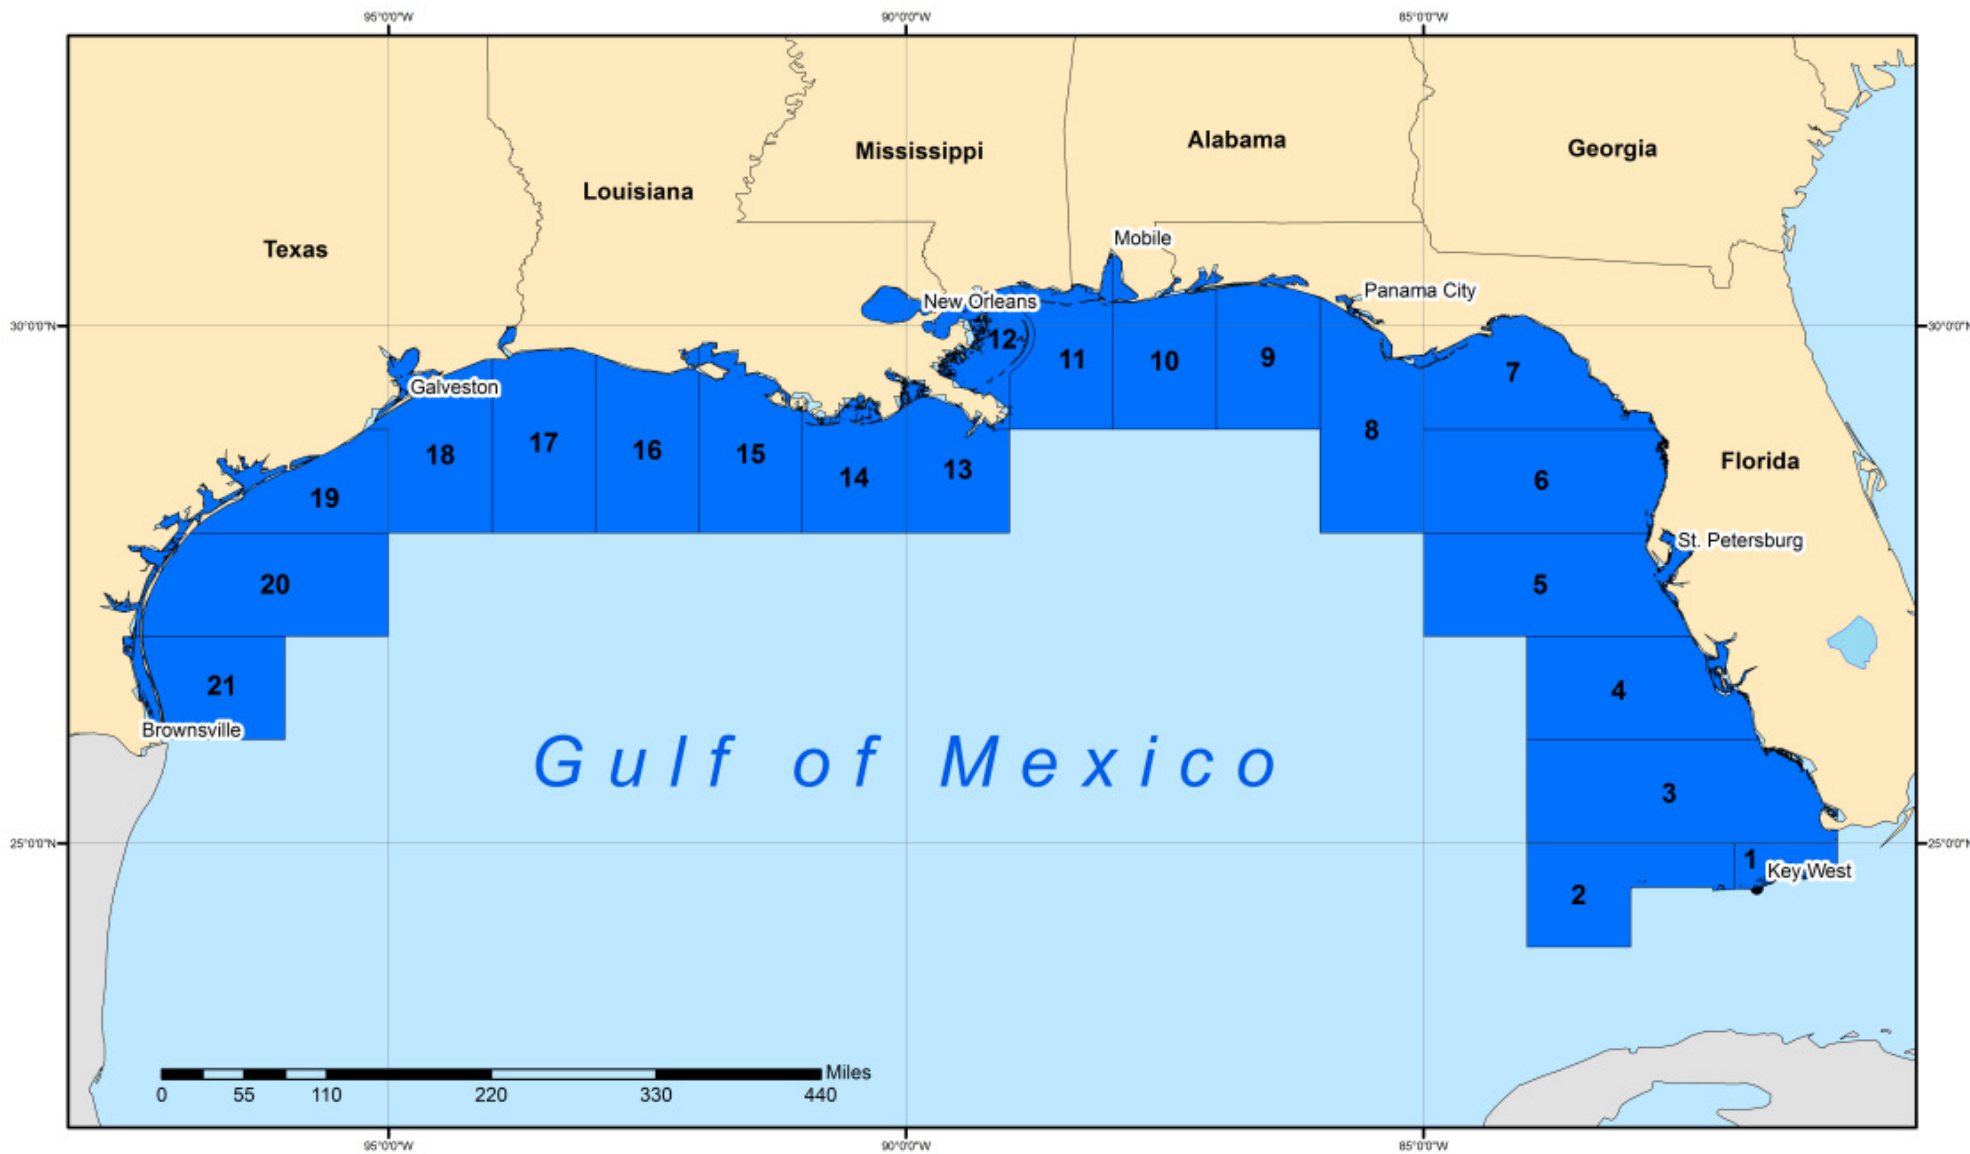 95°0'0"W 90°0'0"W 85°0'0"W
Mississippi
Alabama
Georgia
Louisiana
Texas
Mobile
New Orleans
Panama City
30°0'0"N 30°0'0"N
12
11
10
9
7
Galveston
8
18
17
16
15
14
13
6
Florida
19
St. Petersburg
20
5
21
4
Brownsville
Gulf of Mexico
3
25°0'0"N 25°0'0"N
1
Key West
2
Miles
0 55 110 220 330 440
95°0'0"W 90°0'0"W 85°0'0"W